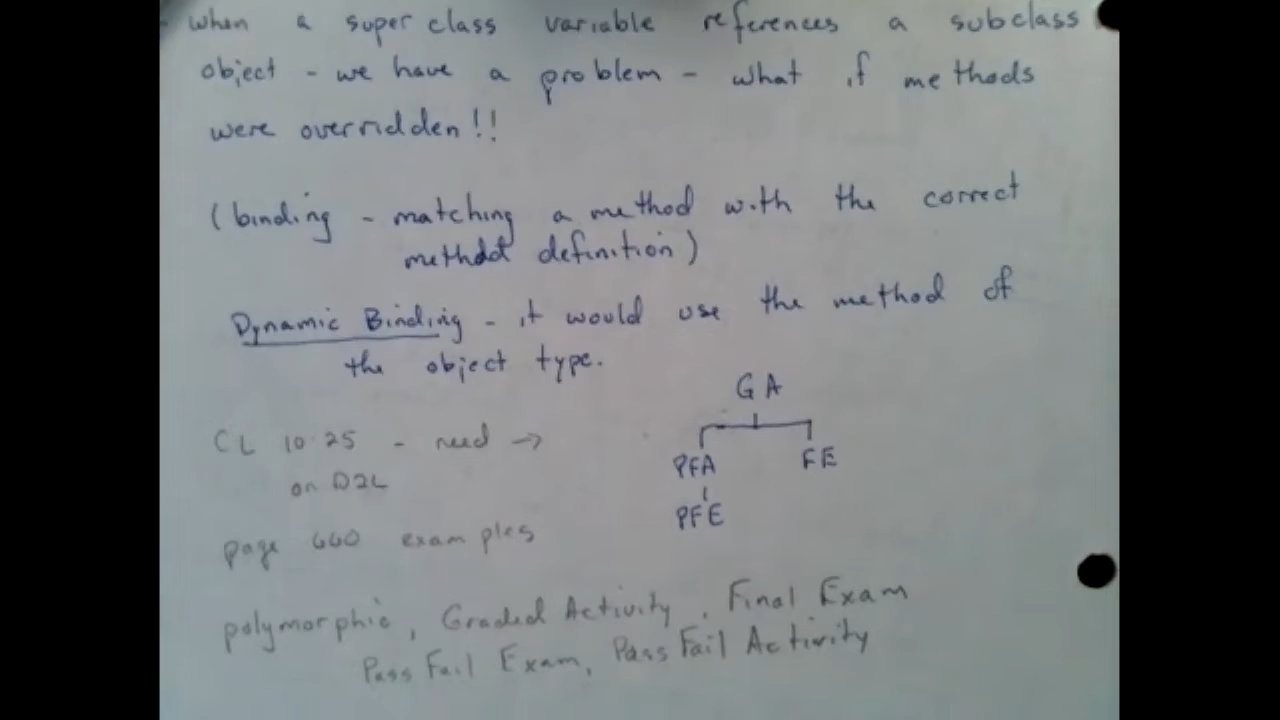 - when a super class variable references a subclass
object - we have a problem - what if methods
were overridden!!
(binding - matching a method with the correct
method definition)
Dynamic Binding - it would use the method of
the object type.
GA
CL 10.25 - need →
PFA FE
on D2L
PFE
page 660 examples
polymorphic, Graded Activity, Final Exam
Pass Fail Exam, Pass Fail Activity